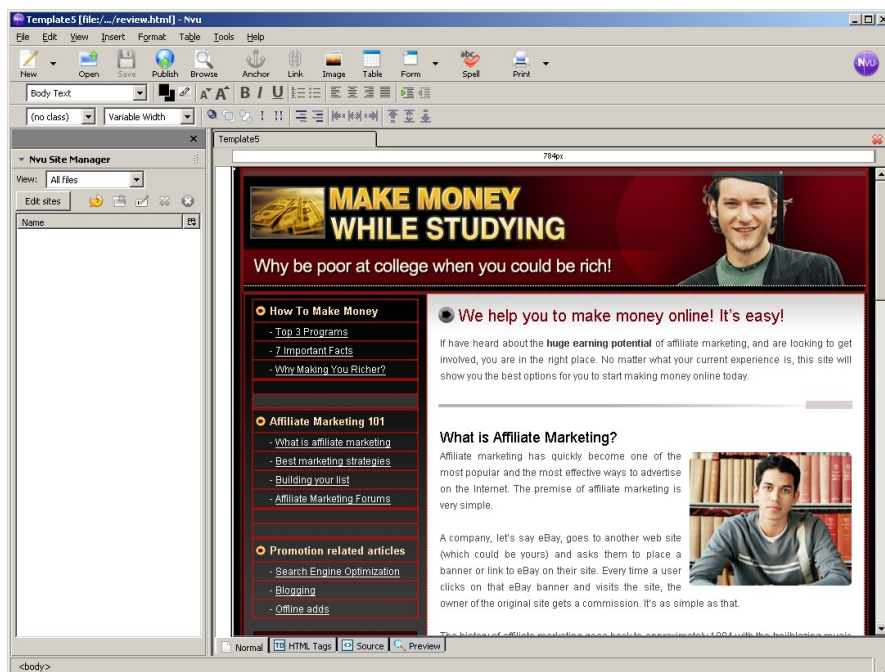 Template5 [file:/.../review.html] - Nvu
File Edit View Insert Format Table Tools Help
New Open Save Publish Browse Anchor Link Image Table Form Spell Print
Nvu
Body Text
B I U
(no class) Variable Width
Template5
784px
Nvu Site Manager
View: All files
Edit sites
Name
MAKE MONEY
WHILE STUDYING
Why be poor at college when you could be rich!
How To Make Money
- Top 3 Programs
- 7 Important Facts
- Why Making You Richer?
Affiliate Marketing 101
- What is affiliate marketing
- Best marketing strategies
- Building your list
- Affiliate Marketing Forums
Promotion related articles
- Search Engine Optimization
- Blogging
- Offline adds
We help you to make money online! It's easy!
If have heard about the huge earning potential of affiliate marketing, and are looking to get
involved, you are in the right place. No matter what your current experience is, this site will
show you the best options for you to start making money online today.
What is Affiliate Marketing?
Affiliate marketing has quickly become one of the
most popular and the most effective ways to advertise
on the Internet. The premise of affiliate marketing is
very simple.
A company, let's say eBay, goes to another web site
(which could be yours) and asks them to place a
banner or link to eBay on their site. Every time a user
clicks on that eBay banner and visits the site, the
owner of the original site gets a commission. It's as simple as that.
Normal HTML Tags Source Preview
<body>